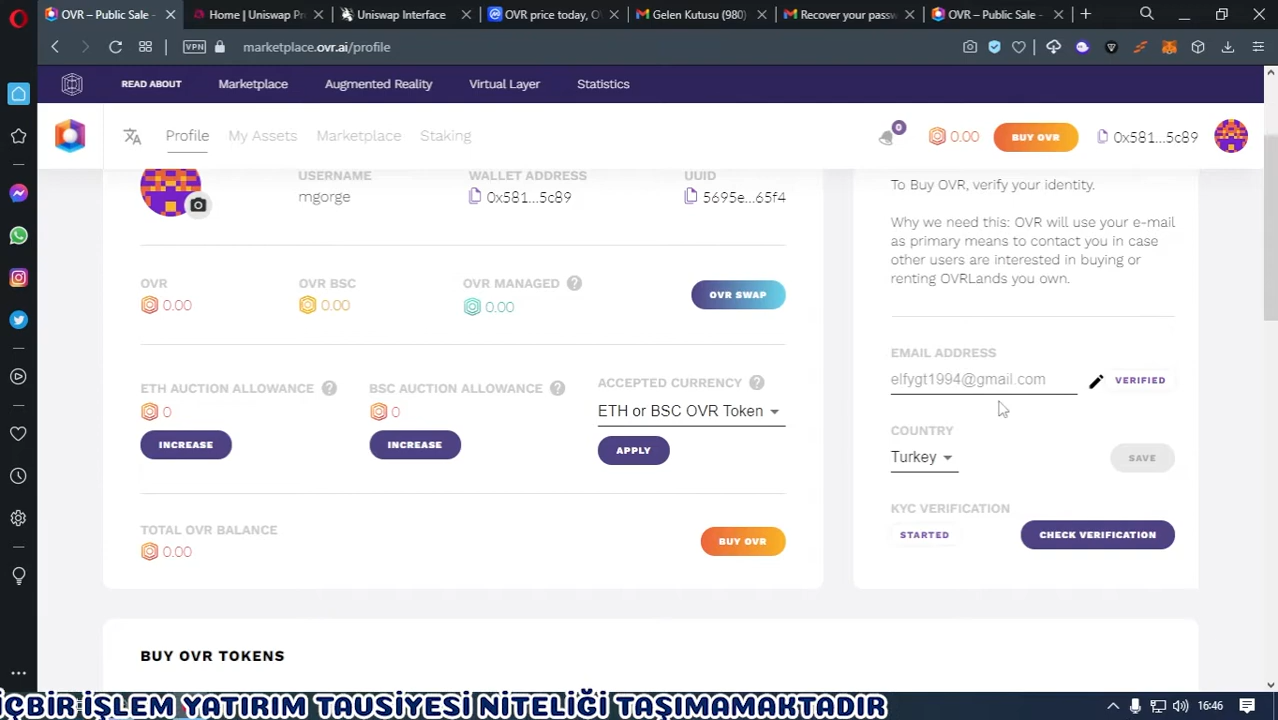 OVR – Public Sale -
Home | Uniswap Pr
Uniswap Interface
OVR price today, O
Gelen Kutusu (980)
Recover your passw
OVR – Public Sale -
VPN
marketplace.ovr.ai/profile
READ ABOUT
Marketplace
Augmented Reality
Virtual Layer
Statistics
Profile
My Assets
Marketplace
Staking
0
0.00
BUY OVR
0x581...5c89
USERNAME
mgorge
WALLET ADDRESS
0x581...5c89
UUID
5695e...65f4
OVR
0.00
OVR BSC
0.00
OVR MANAGED ?
0.00
OVR SWAP
ETH AUCTION ALLOWANCE ?
0
INCREASE
BSC AUCTION ALLOWANCE ?
0
INCREASE
ACCEPTED CURRENCY ?
ETH or BSC OVR Token
APPLY
TOTAL OVR BALANCE
0.00
BUY OVR
To Buy OVR, verify your identity.
Why we need this: OVR will use your e-mail
as primary means to contact you in case
other users are interested in buying or
renting OVRLands you own.
EMAIL ADDRESS
elfygt1994@gmail.com
VERIFIED
COUNTRY
Turkey
SAVE
KYC VERIFICATION
STARTED
CHECK VERIFICATION
BUY OVR TOKENS
İÇBİR İŞLEM YATIRIM TAUSİYESİ NİTELİĞİ TAŞIMAMAKTADIR
16:46